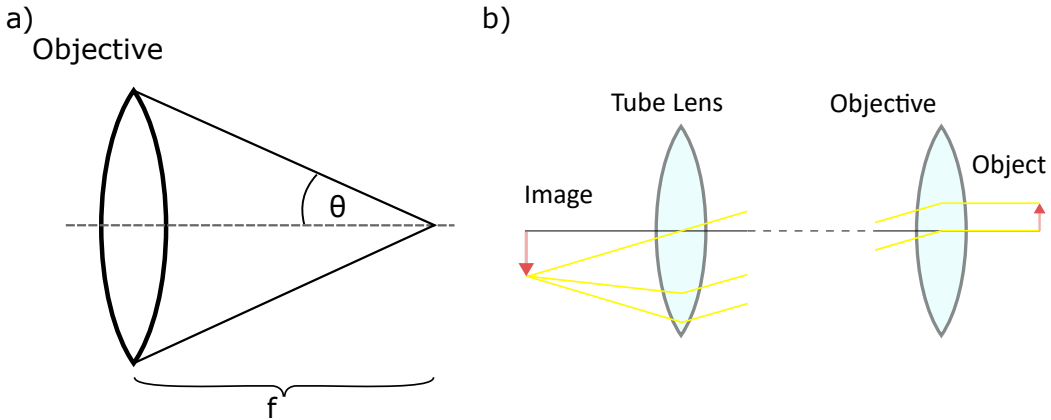 a)
Objective
θ
f
b)
Tube Lens
Objective
Object
Image